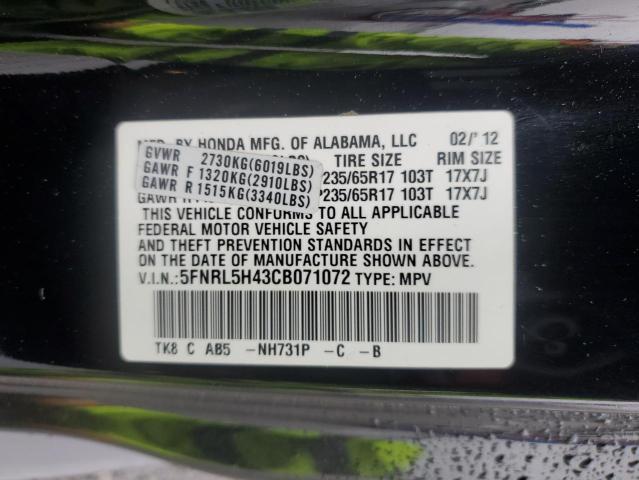 MFD. BY HONDA MFG. OF ALABAMA, LLC 02/'12
GVWR 2730KG(6019LBS) TIRE SIZE RIM SIZE
GAWR F 1320KG(2910LBS) P235/65R17 103T 17X7J
GAWR R 1515KG(3340LBS) P235/65R17 103T 17X7J
THIS VEHICLE CONFORMS TO ALL APPLICABLE
FEDERAL MOTOR VEHICLE SAFETY
AND THEFT PREVENTION STANDARDS IN EFFECT
ON THE DATE OF MANUFACTURE SHOWN ABOVE.
V.I.N.:5FNRL5H43CB071072 TYPE: MPV
TK8 C AB5 -NH731P -C -B